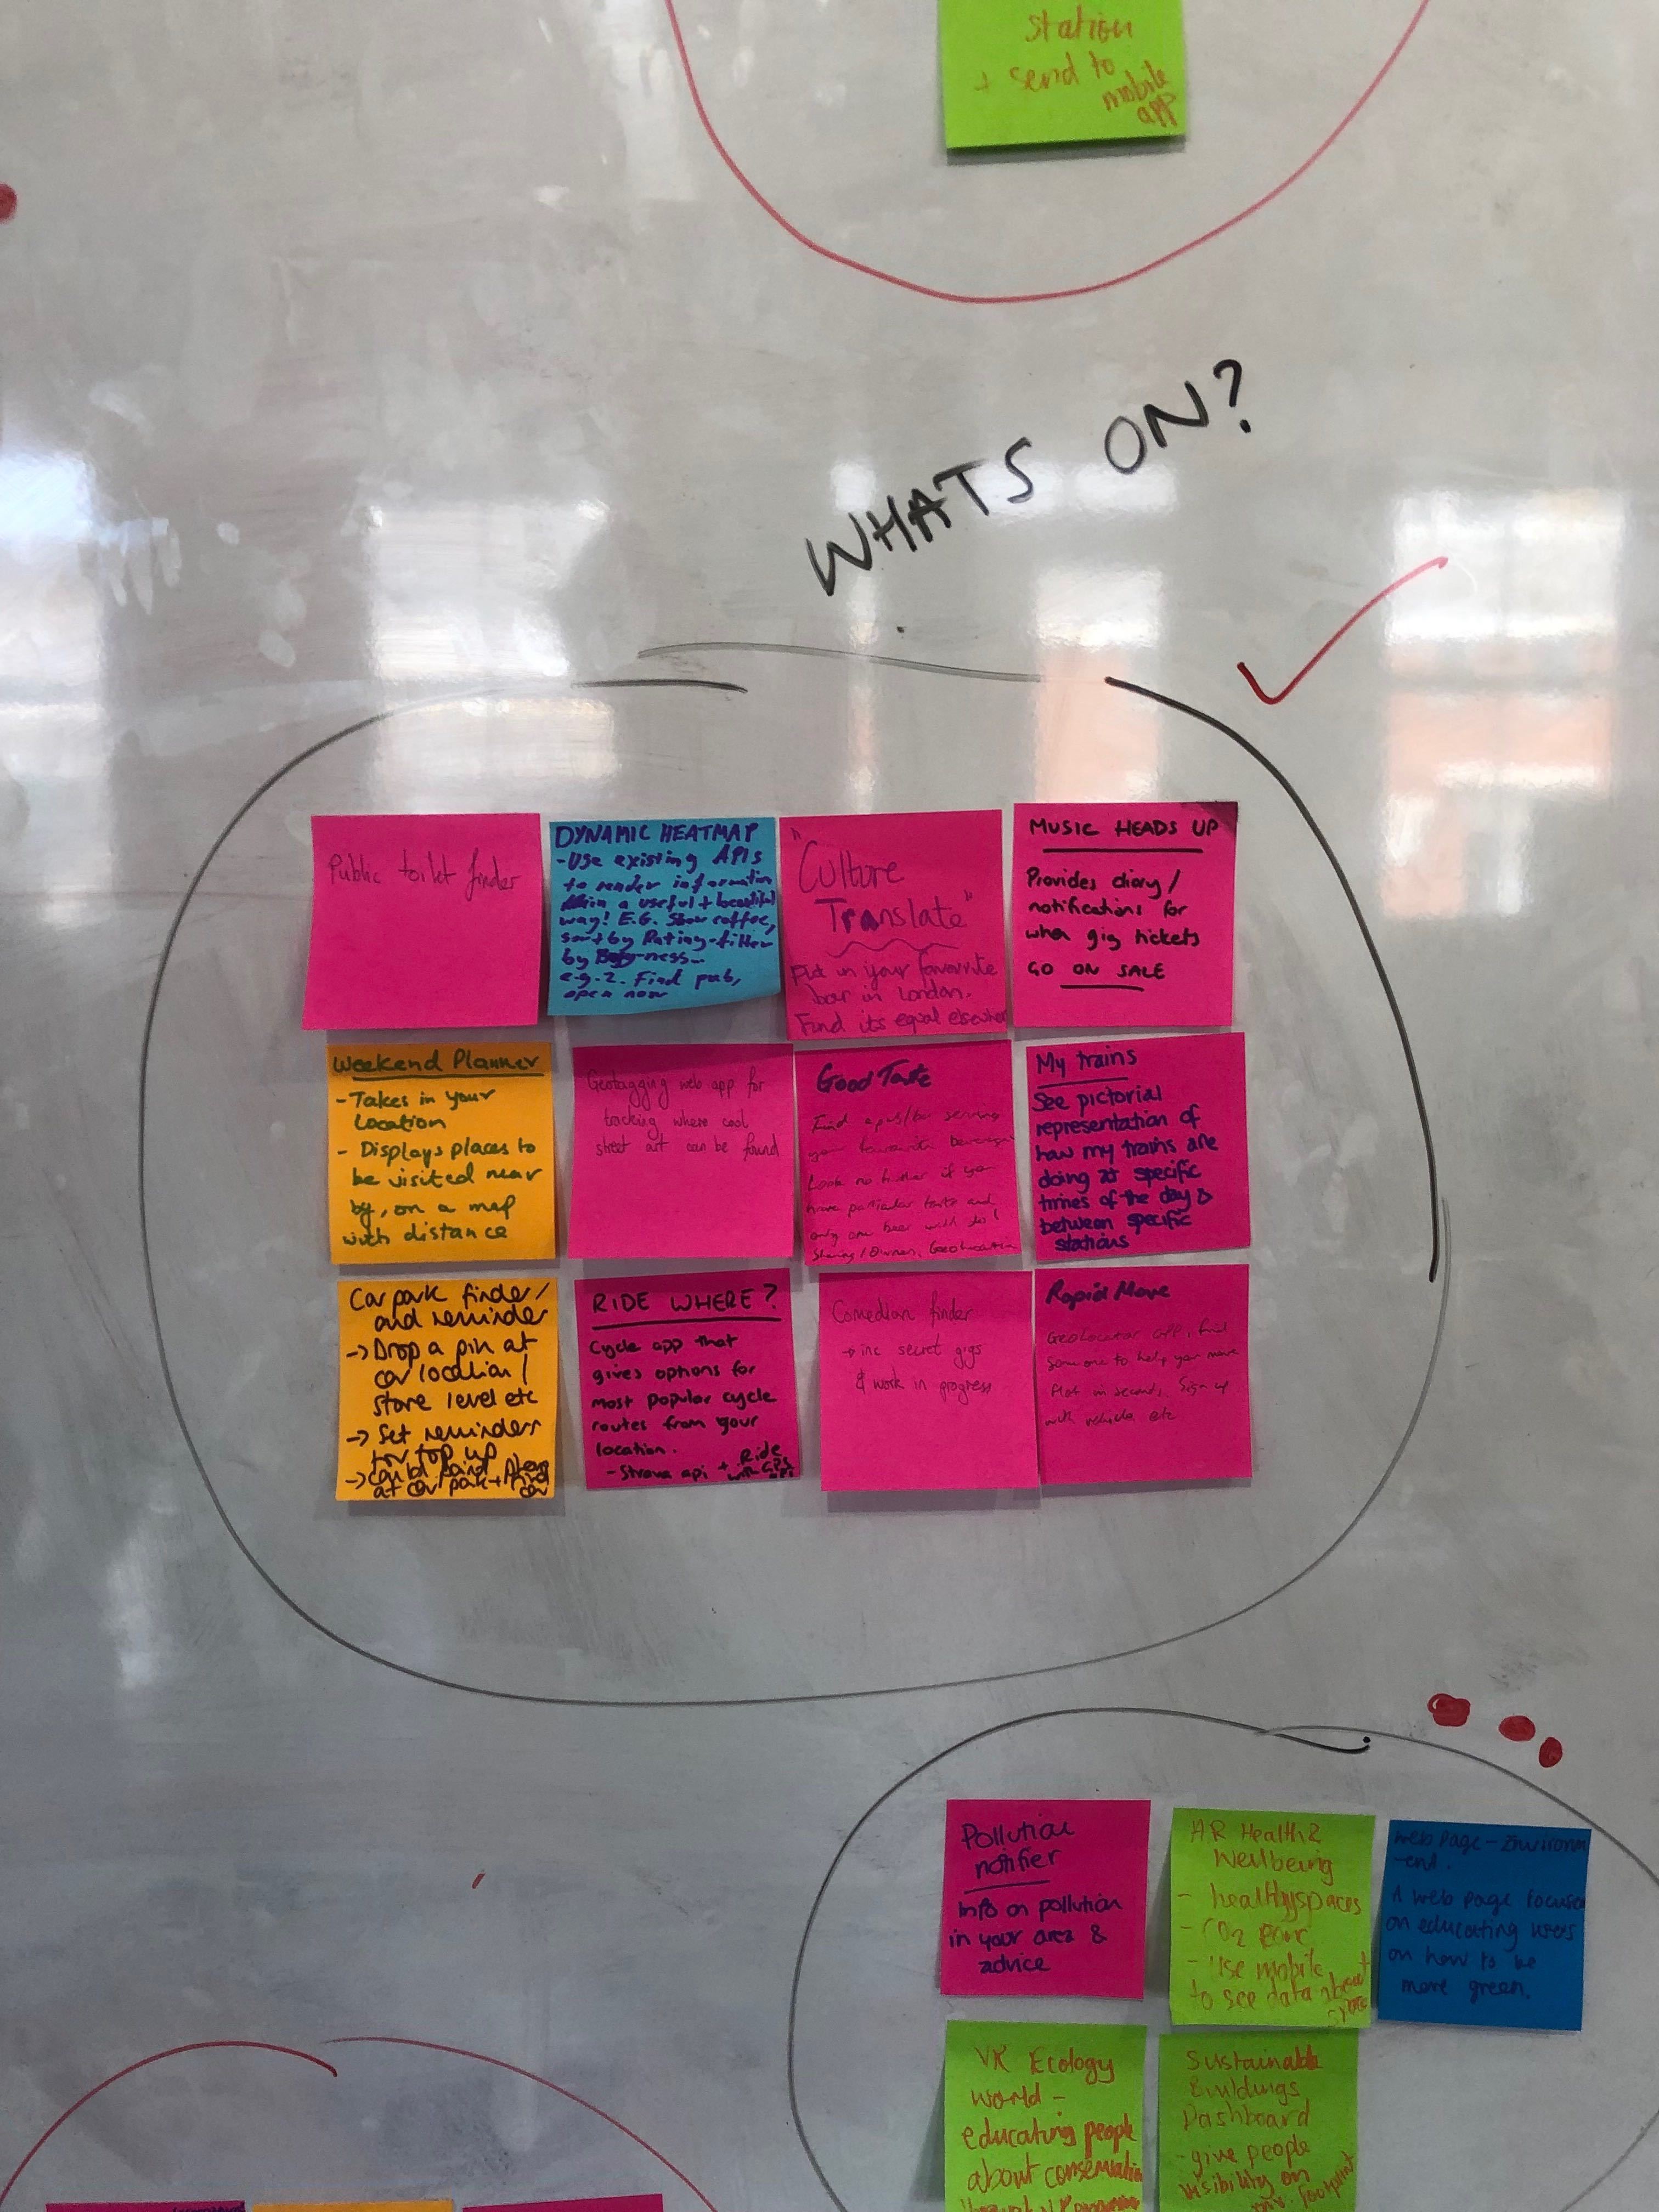 station
+ send to
mobile
app
WHATS ON?
Public toilet finder
DYNAMIC HEATMAP
- Use existing APIs
to render information
in a useful + beautiful
way! E.G. Show coffee,
sort by Rating - filter
by Busy-ness...
e.g.2. Find pub,
open now
"Culture
Translate"
Put in your favourite
bar in London.
Find its equal elsewhere
MUSIC HEADS UP
Provides diary/
notifications for
when gig tickets
GO ON SALE
Weekend Planner
- Takes in your
location
- Displays places to
be visited near
by, on a map
with distance
Geotagging web app for
tracking where cool
street art can be found
Good Taste
Find a pub/bar serving
your favourite beverage
Look no further if you
have particular taste and
only one beer will do!
Sharing / Geolocation
My trains
See pictorial
representation of
how my trains are
doing at specific
times of the day &
between specific
stations
Car park finder/
and reminder
-> Drop a pin at
car location /
store level etc
-> Set reminders
for top up
->
at car park + find
car
RIDE WHERE?
Cycle app that
gives options for
most popular cycle
routes from your
location.
- Strava api + Ride
with GPS
api
Comedian finder
-> inc secret gigs
& work in progress
Rapid Move
Geolocator app, find
someone to help you move
flat in seconds, Sign up
with vehicle etc
Pollution
notifier
Info on pollution
in your area &
advice
AR Health &
Wellbeing
- healthyspaces
- CO2
- Use mobile
to see data about
space
Web page - Environm
-ent.
A web page focused
on educating users
on how to be
more green.
VR Ecology
World -
educating people
about conservation
through VR
Sustainable
Buildings
Dashboard
- give people
visibility on
footprint